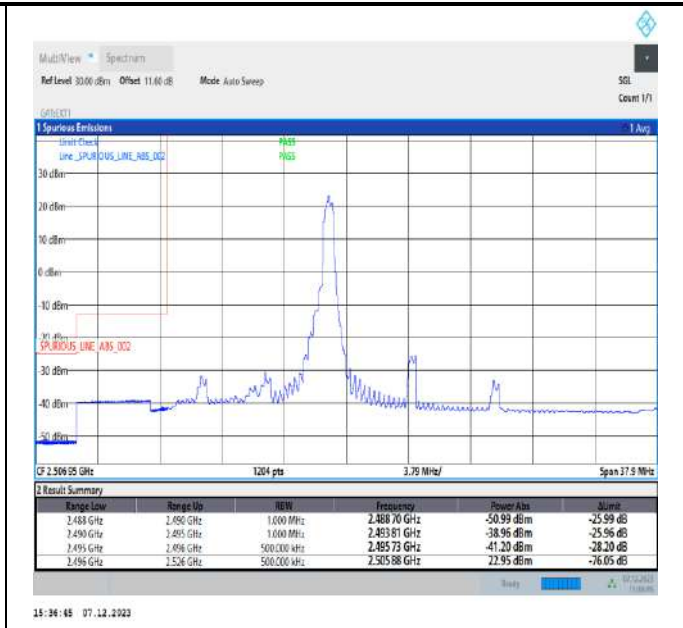 MultiView Spectrum
Ref Level 30.00 dBm Offset 11.60 dB Mode Auto Sweep SGL
Count 1/1
1 Spurious Emissions 1 Avg
Limit Check PASS
Line _SPURIOUS_LINE_ABS_002 PASS
30 dBm
20 dBm
10 dBm
0 dBm
-10 dBm
-20 dBm
SPURIOUS_LINE_ABS_002
-30 dBm
-40 dBm
-50 dBm
CF 2.50695 GHz 1204 pts 3.79 MHz/ Span 37.9 MHz
2 Result Summary
Range Low Range Up RBW Frequency Power Abs ΔLimit
2.488 GHz 2.490 GHz 1.000 MHz 2.48870 GHz -50.99 dBm -25.99 dB
2.490 GHz 2.495 GHz 1.000 MHz 2.49381 GHz -38.96 dBm -25.96 dB
2.495 GHz 2.496 GHz 500.000 kHz 2.49573 GHz -41.20 dBm -28.20 dB
2.496 GHz 2.526 GHz 500.000 kHz 2.50588 GHz 22.95 dBm -76.05 dB
Ready 07.12.2023
15:36:45 07.12.2023